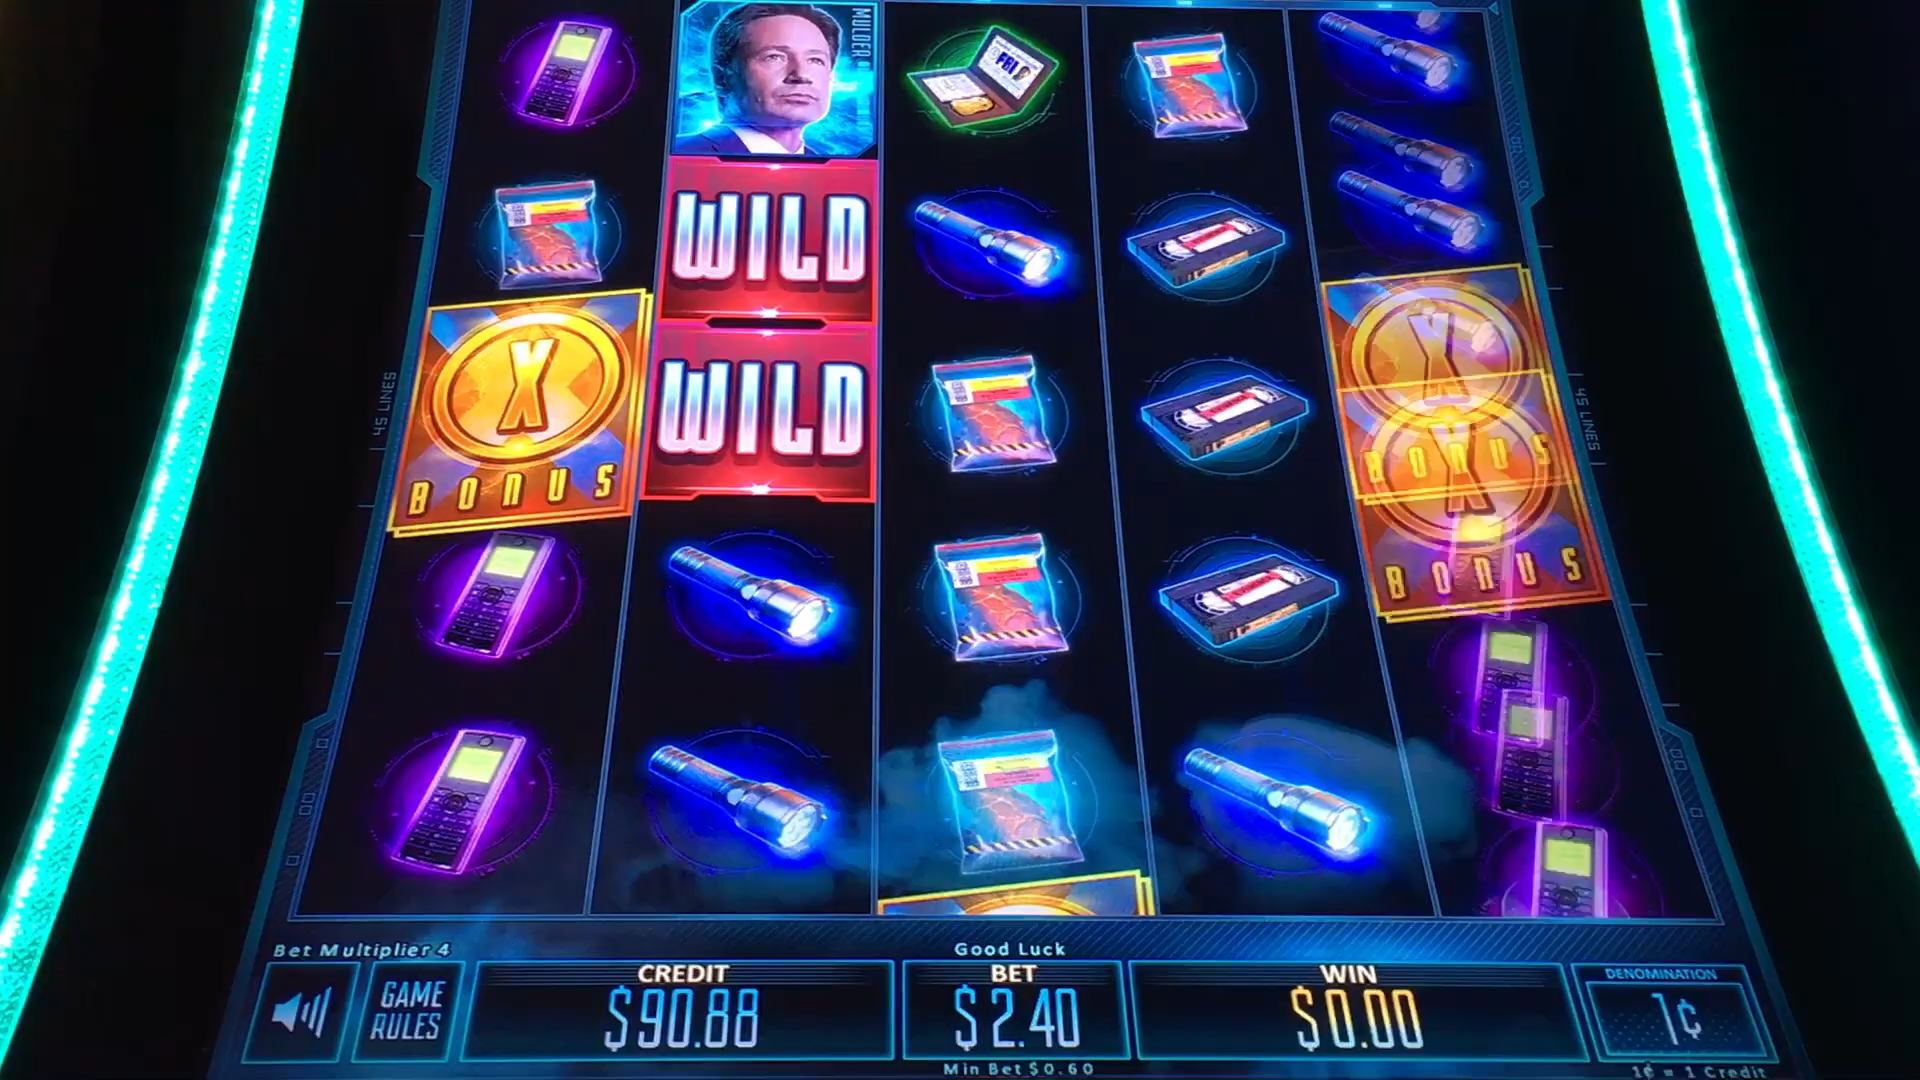 MULDER
FBI
WILD
WILD
X
BONUS
X
BONUS
X
BONUS
45 LINES
45 LINES
Bet Multiplier 4
Good Luck
GAME RULES
CREDIT
$90.88
BET
$2.40
WIN
$0.00
DENOMINATION
1¢
Min Bet $0.60
1¢ = 1 Credit